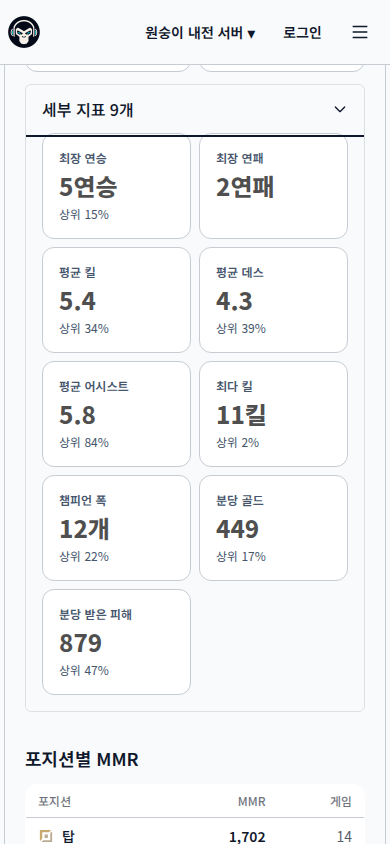 원숭이 내전 서버 ▾ 로그인
세부 지표 9개
최장 연승 최장 연패
5연승 2연패
상위 15%
평균 킬 평균 데스
5.4 4.3
상위 34% 상위 39%
평균 어시스트 최다 킬
5.8 11킬
상위 84% 상위 2%
챔피언 폭 분당 골드
12개 449
상위 22% 상위 17%
분당 받은 피해
879
상위 47%
포지션별 MMR
포지션 MMR 게임
탑 1,702 14